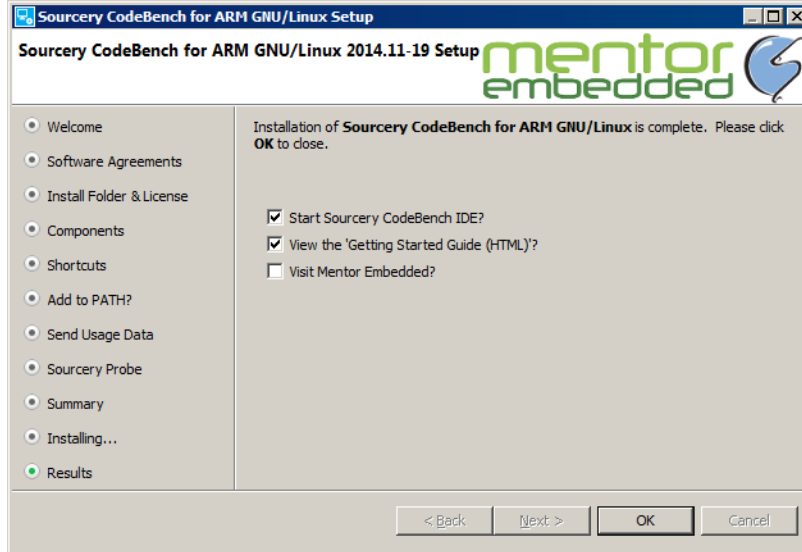 Sourcery CodeBench for ARM GNU/Linux Setup
Sourcery CodeBench for ARM GNU/Linux 2014.11-19 Setup
mentor
embedded
Welcome
Software Agreements
Install Folder & License
Components
Shortcuts
Add to PATH?
Send Usage Data
Sourcery Probe
Summary
Installing...
Results
Installation of Sourcery CodeBench for ARM GNU/Linux is complete. Please click
OK to close.
Start Sourcery CodeBench IDE?
View the 'Getting Started Guide (HTML)'?
Visit Mentor Embedded?
< Back
Next >
OK
Cancel